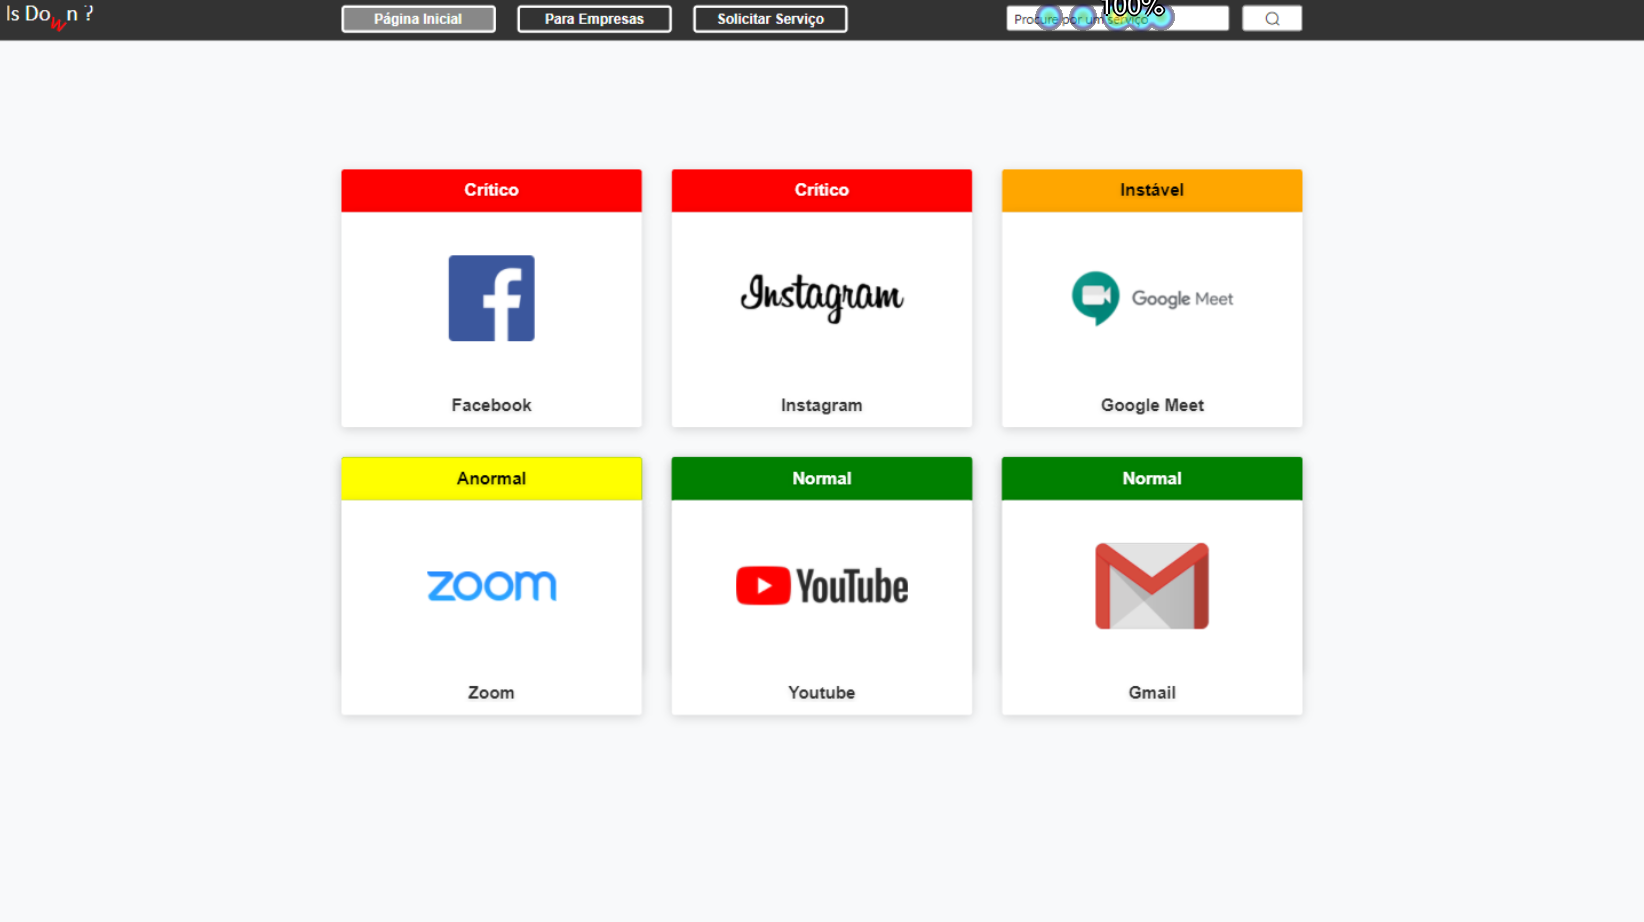 Is Down ?
Página Inicial
Para Empresas
Solicitar Serviço
Procure por um serviço
100%
Crítico
Crítico
Instável
Instagram
Google Meet
Facebook
Instagram
Google Meet
Anormal
Normal
Normal
zoom
YouTube
Zoom
Youtube
Gmail